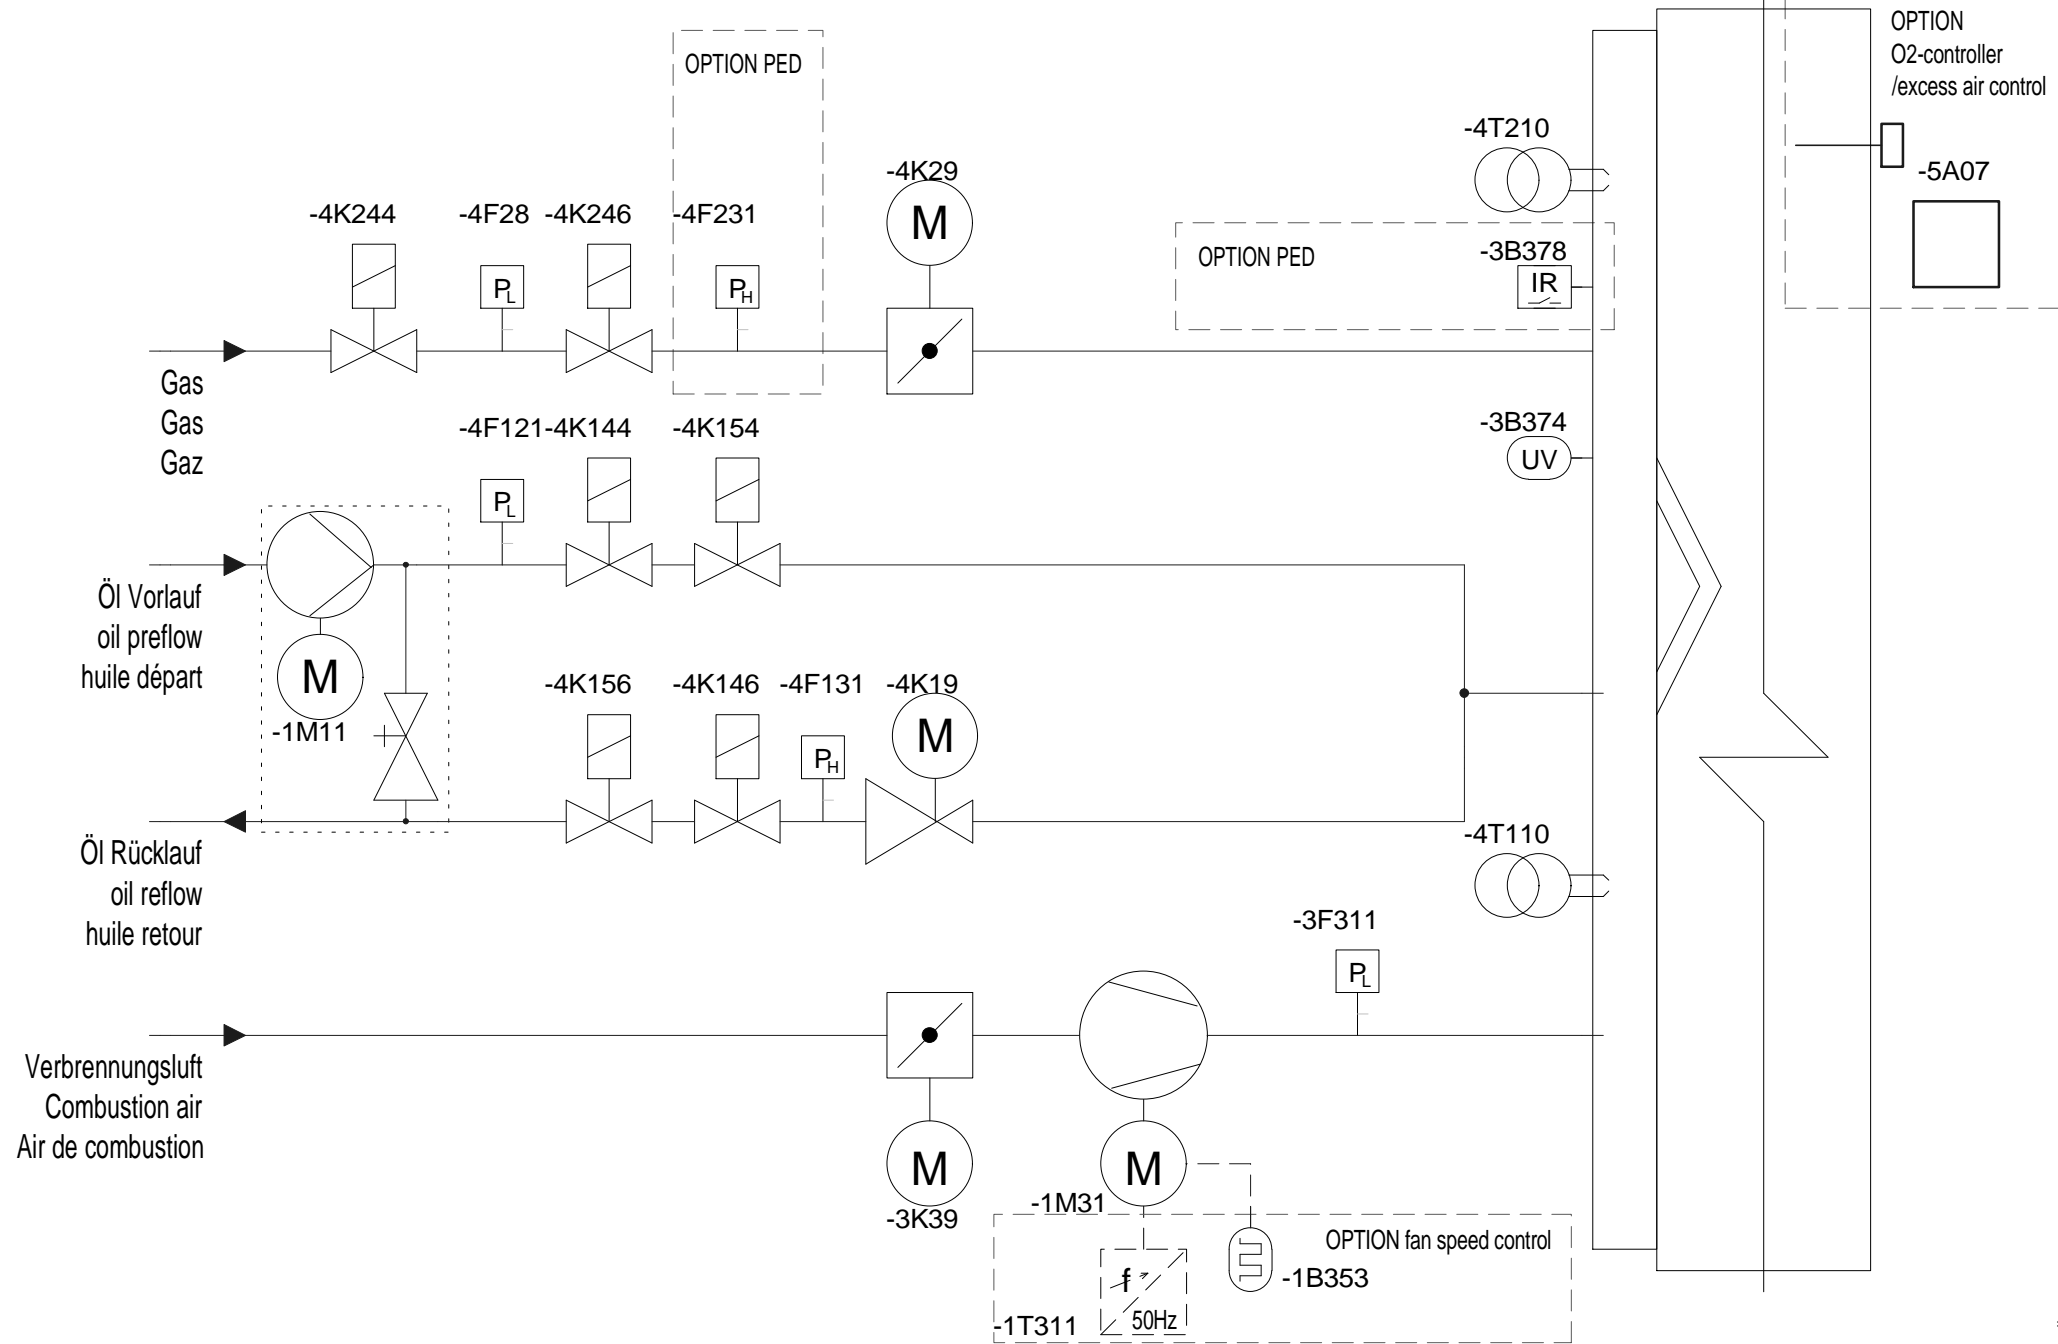 OPTION
O2-controller
/excess air control
OPTION PED
-4T210
-4K29
-5A07
-4K244
-4F28
-4K246
-4F231
M
OPTION PED
-3B378
PL
PH
IR
Gas
Gas
Gaz
-4F121
-4K144
-4K154
-3B374
UV
PL
Öl Vorlauf
oil preflow
huile départ
M
-1M11
-4K156
-4K146
-4F131
-4K19
M
PH
Öl Rücklauf
oil reflow
huile retour
-4T110
-3F311
PL
Verbrennungsluft
Combustion air
Air de combustion
M
M
-3K39
-1M31
OPTION fan speed control
f
-1B353
50Hz
-1T311